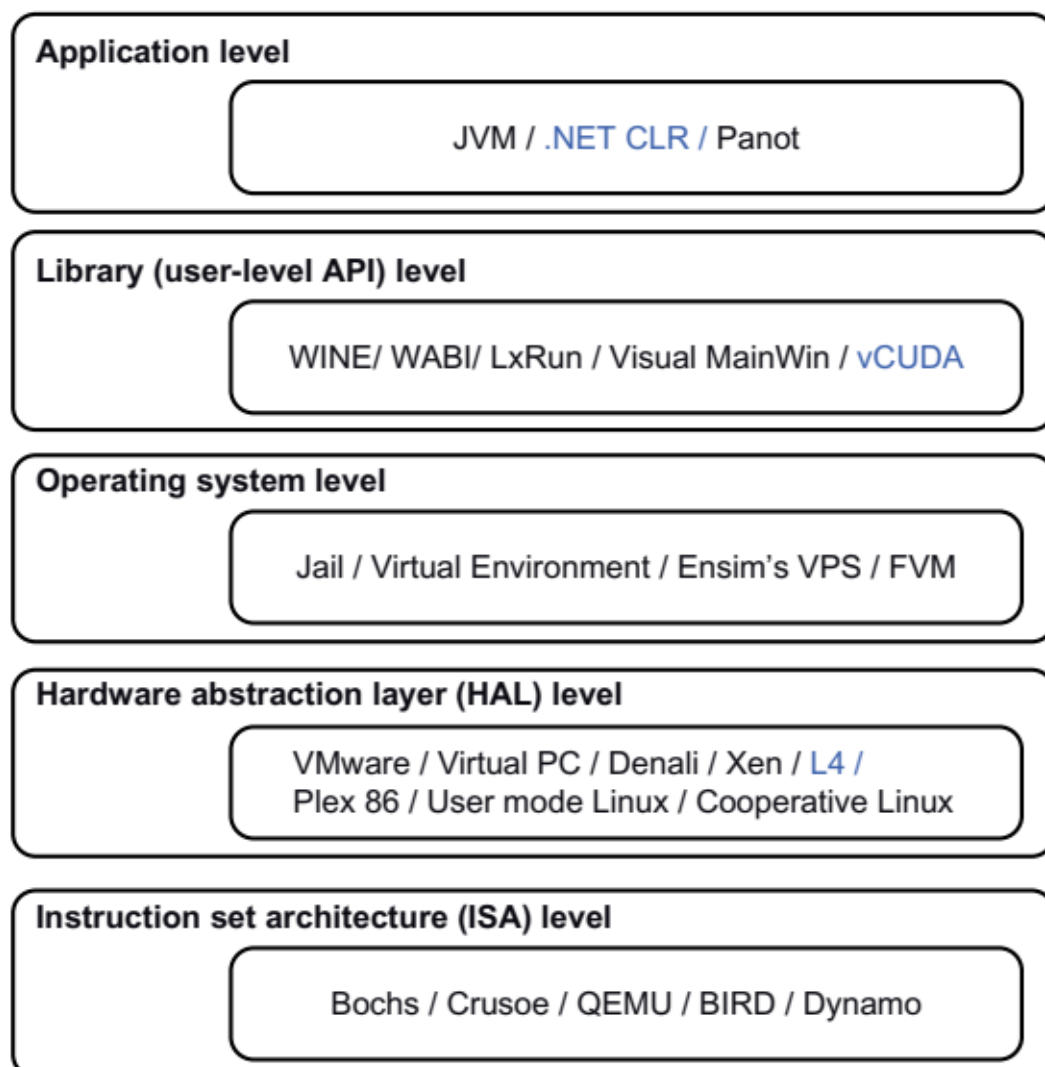 Application level
JVM / .NET CLR / Panot
Library (user-level API) level
WINE/ WABI/ LxRun / Visual MainWin / vCUDA
Operating system level
Jail / Virtual Environment / Ensim’s VPS / FVM
Hardware abstraction layer (HAL) level
VMware / Virtual PC / Denali / Xen / L4 /
Plex 86 / User mode Linux / Cooperative Linux
Instruction set architecture (ISA) level
Bochs / Crusoe / QEMU / BIRD / Dynamo